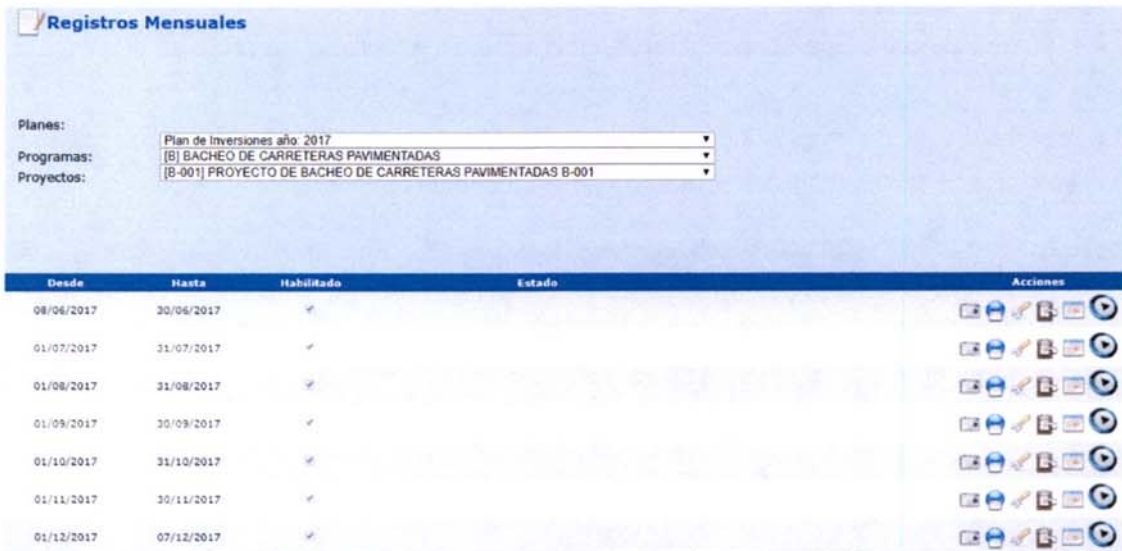 Registros Mensuales
Planes:
Plan de Inversiones año: 2017
Programas:
[B] BACHEO DE CARRETERAS PAVIMENTADAS
Proyectos:
[B-001] PROYECTO DE BACHEO DE CARRETERAS PAVIMENTADAS B-001
Desde Hasta Habilitado Estado Acciones
08/06/2017 30/06/2017
01/07/2017 31/07/2017
01/08/2017 31/08/2017
01/09/2017 30/09/2017
01/10/2017 31/10/2017
01/11/2017 30/11/2017
01/12/2017 07/12/2017